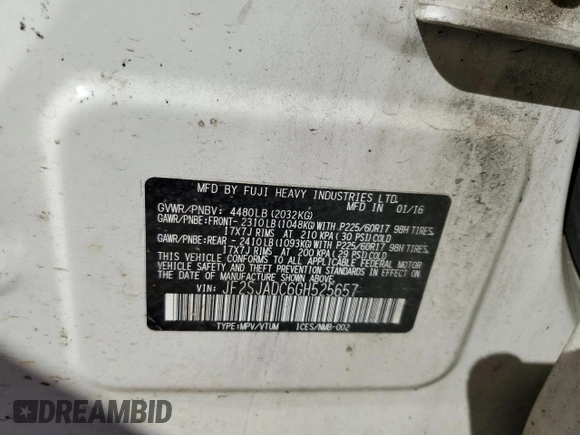 MFD BY FUJI HEAVY INDUSTRIES LTD.
MFD IN 01/16
GVWR/PNBV: 4480LB(2032KG)
GAWR/PNBE:FRONT- 2310LB(1048KG)WITH P225/60R17 98H TIRES,
17X7J RIMS AT 210 KPA(30 PSI)COLD
GAWR/PNBE:REAR -2410LB(1093KG)WITH P225/60R17 98H TIRES,
17X7J RIMS AT 200 KPA(29 PSI)COLD
THIS VEHICLE CONFORMS TO ALL APPLICABLE FEDERAL MOTOR
VEHICLE SAFETY STANDARDS IN EFFECT ON THE
DATE OF MANUFACTURE SHOWN ABOVE.
VIN: JF2SJADC6GH525657
TYPE:MPV/VTUM ICES/NMB-002
DREAMBID